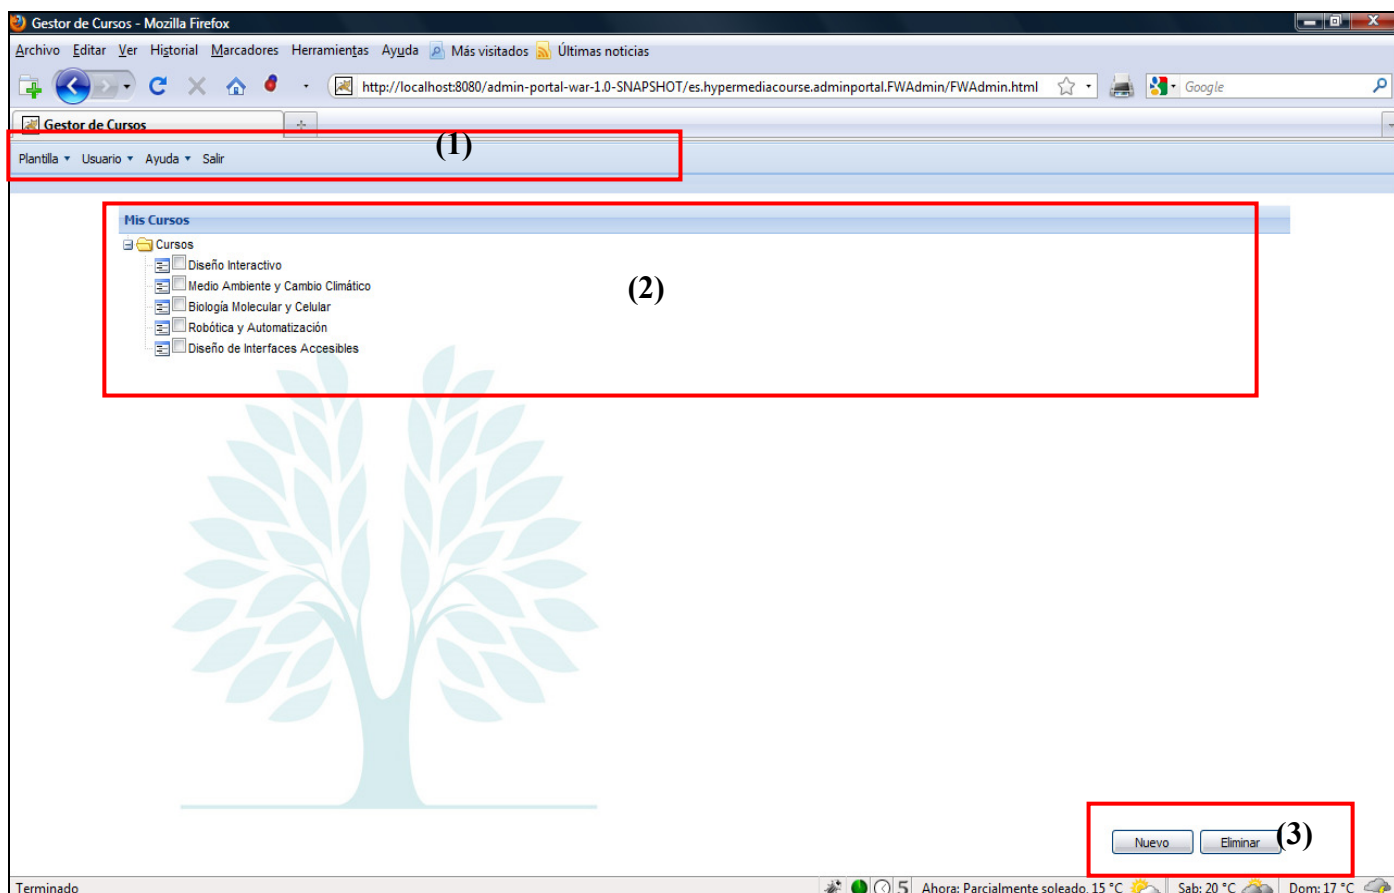 Gestor de Cursos - Mozilla Firefox
Archivo Editar Ver Historial Marcadores Herramientas Ayuda Más visitados Últimas noticias
http://localhost:8080/admin-portal-war-1.0-SNAPSHOT/es.hypermediacourse.adminportal.FWAdmin/FWAdmin.html Google
Gestor de Cursos
(1)
Plantilla Usuario Ayuda Salir
Mis Cursos
Cursos
Diseño Interactivo
Medio Ambiente y Cambio Climático
(2)
Biología Molecular y Celular
Robótica y Automatización
Diseño de Interfaces Accesibles
Nuevo Eliminar (3)
Terminado 5 Ahora: Parcialmente soleado, 15 °C Sab: 20 °C Dom: 17 °C